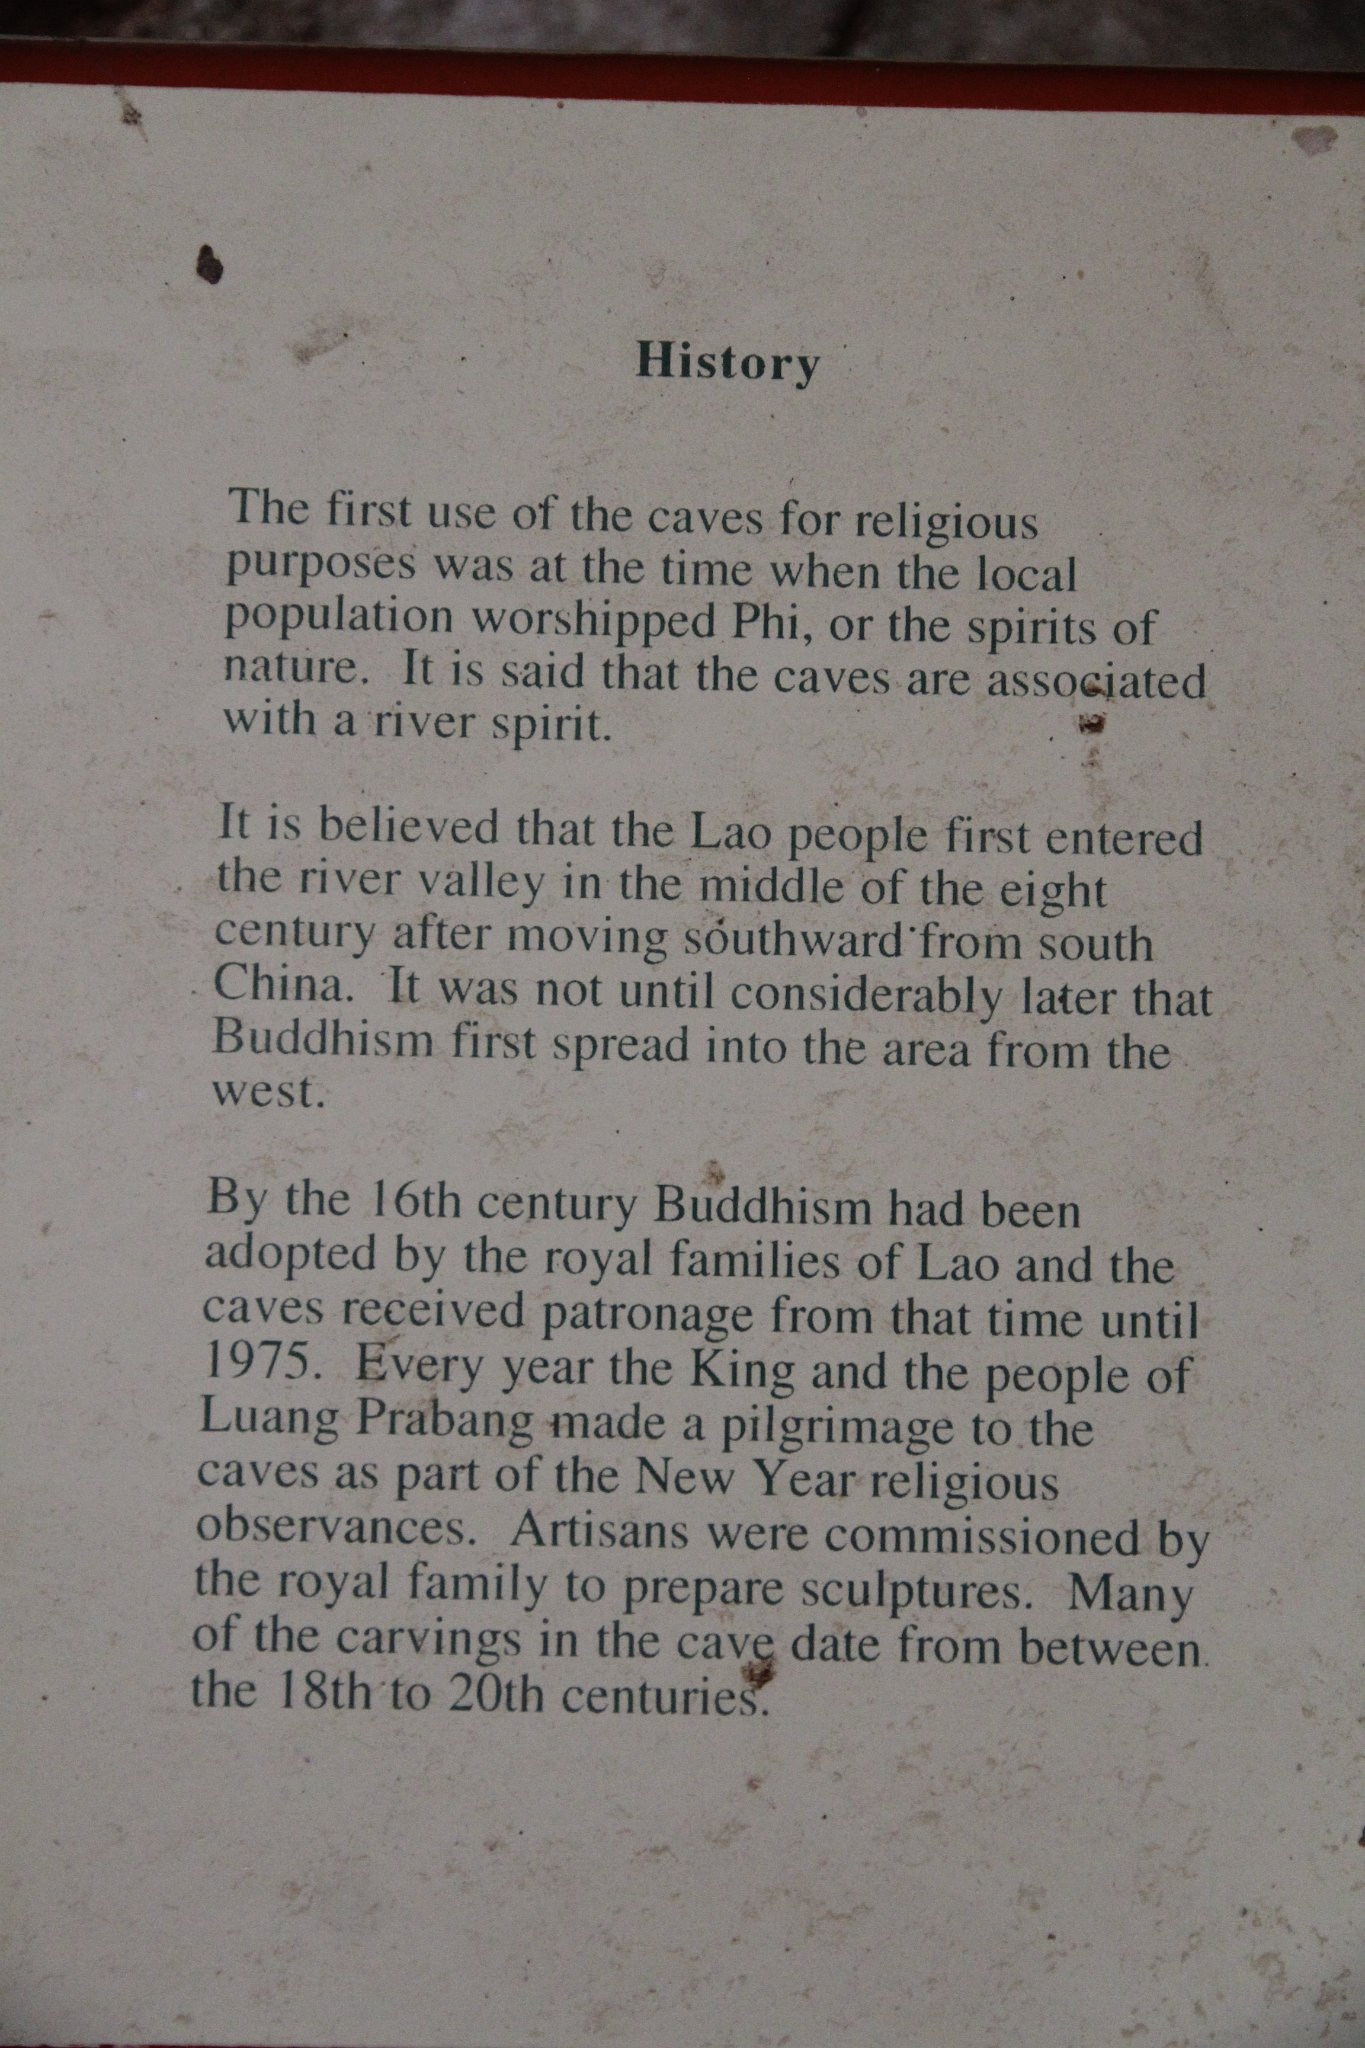 History
The first use of the caves for religious
purposes was at the time when the local
population worshipped Phi, or the spirits of
nature. It is said that the caves are associated
with a river spirit.
It is believed that the Lao people first entered
the river valley in the middle of the eight
century after moving southward from south
China. It was not until considerably later that
Buddhism first spread into the area from the
west.
By the 16th century Buddhism had been
adopted by the royal families of Lao and the
caves received patronage from that time until
1975. Every year the King and the people of
Luang Prabang made a pilgrimage to the
caves as part of the New Year religious
observances. Artisans were commissioned by
the royal family to prepare sculptures. Many
of the carvings in the cave date from between
the 18th to 20th centuries.